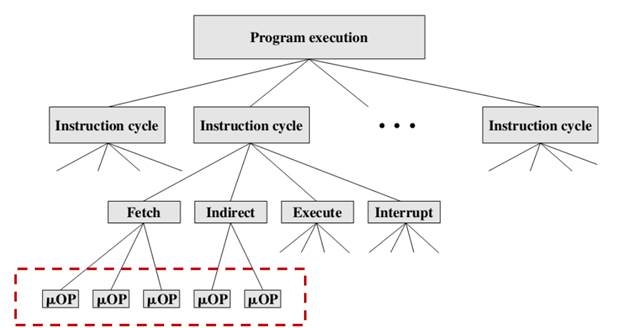 Program execution
Instruction cycle Instruction cycle • • • Instruction cycle
Fetch Indirect Execute Interrupt
μOP μOP μOP μOP μOP